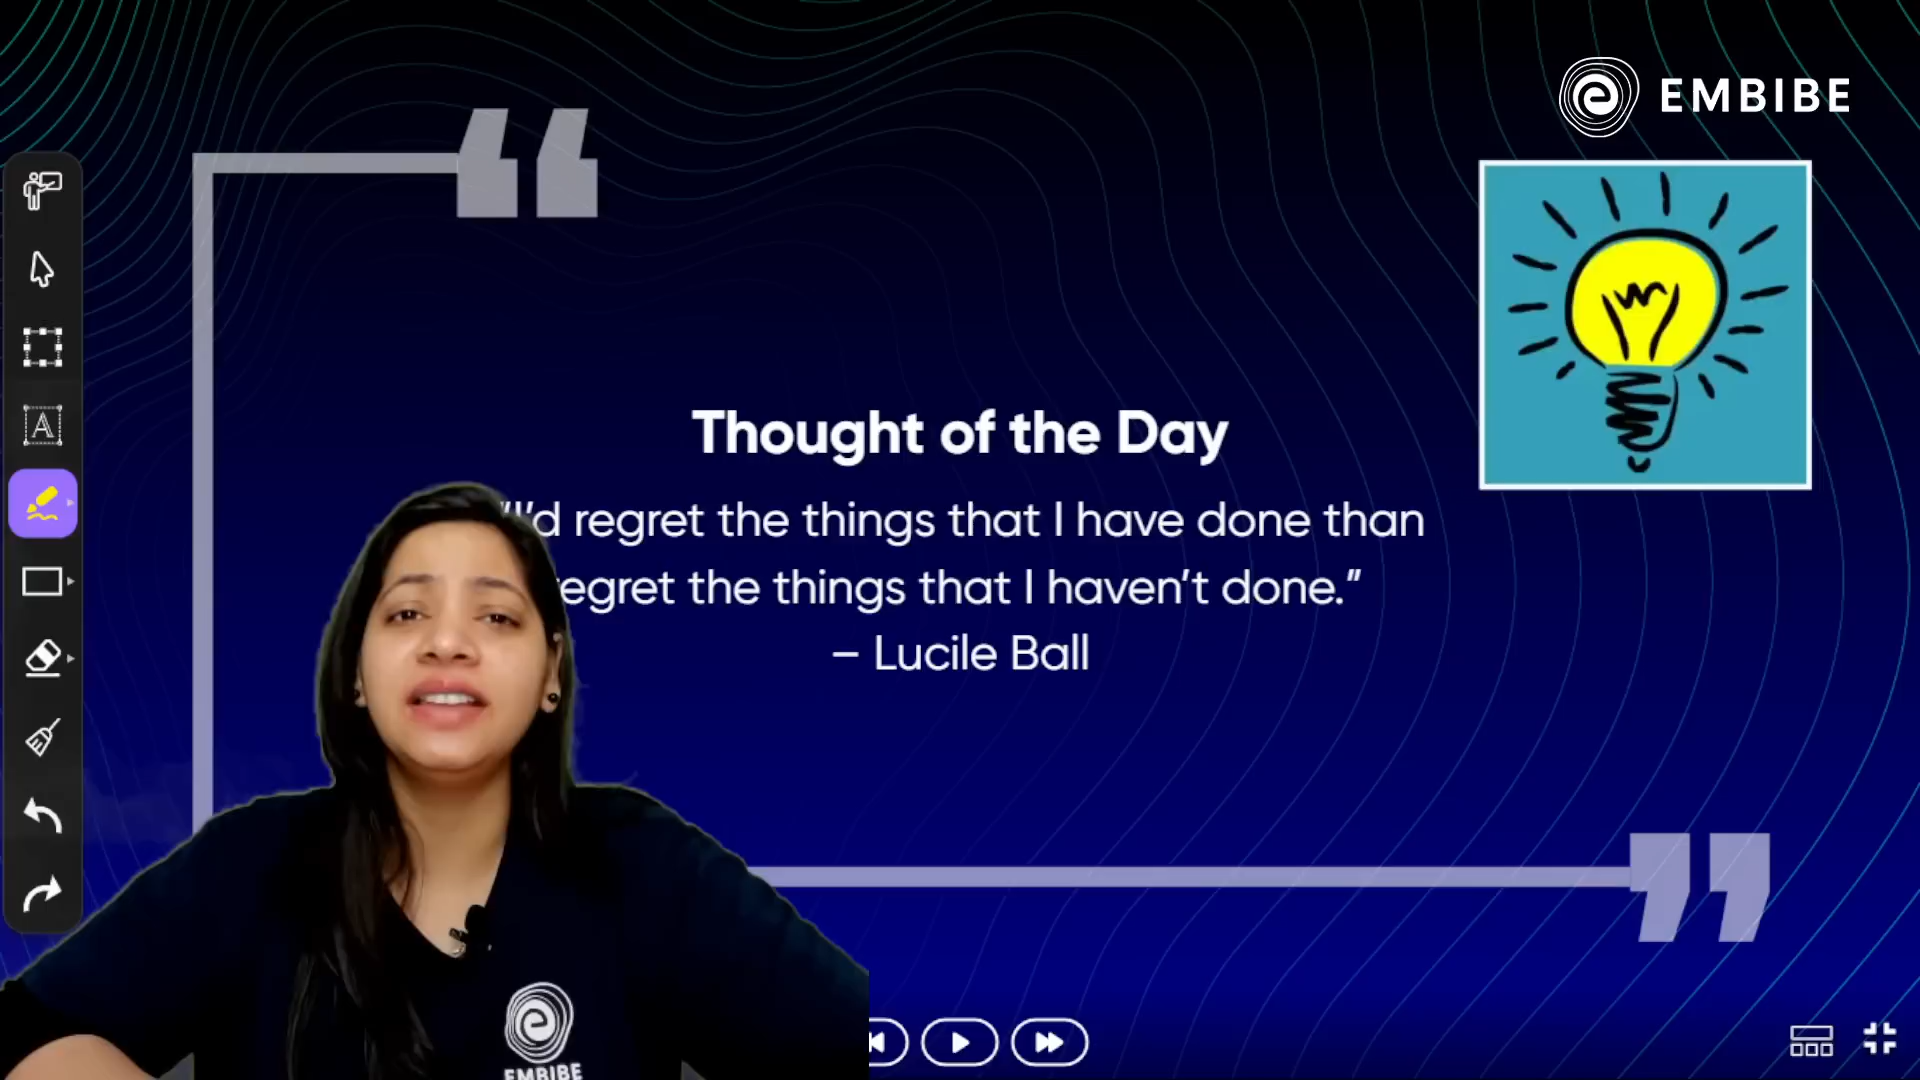 EMBIBE
Thought of the Day
"I'd regret the things that I have done than
regret the things that I haven't done."
– Lucile Ball
A
EMBIBE